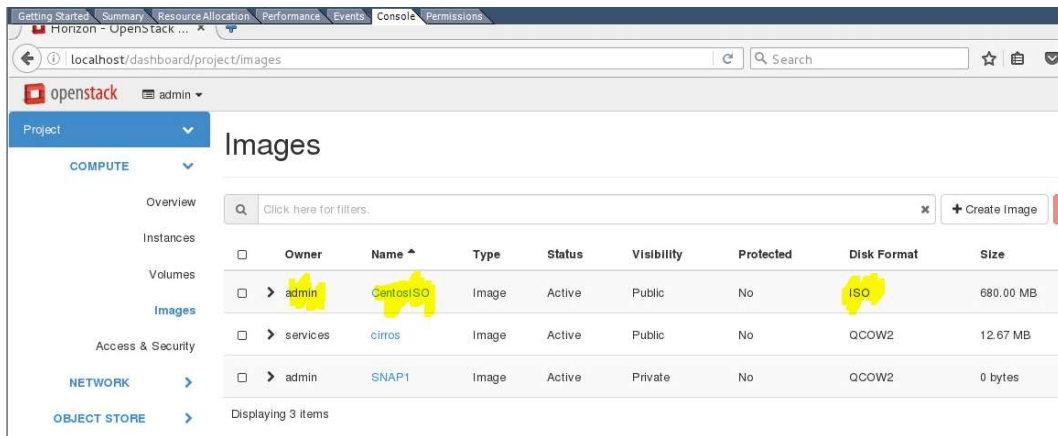 Getting Started Summary Resource Allocation Performance Events Console Permissions
Horizon - OpenStack ...
localhost/dashboard/project/images Search
openstack admin
Project
Images
COMPUTE
Overview
Click here for filters. + Create Image
Instances
Owner Name Type Status Visibility Protected Disk Format Size
Volumes
admin CentosISO Image Active Public No ISO 680.00 MB
Images
services cirros Image Active Public No QCOW2 12.67 MB
Access & Security
NETWORK
admin SNAP1 Image Active Private No QCOW2 0 bytes
OBJECT STORE
Displaying 3 items